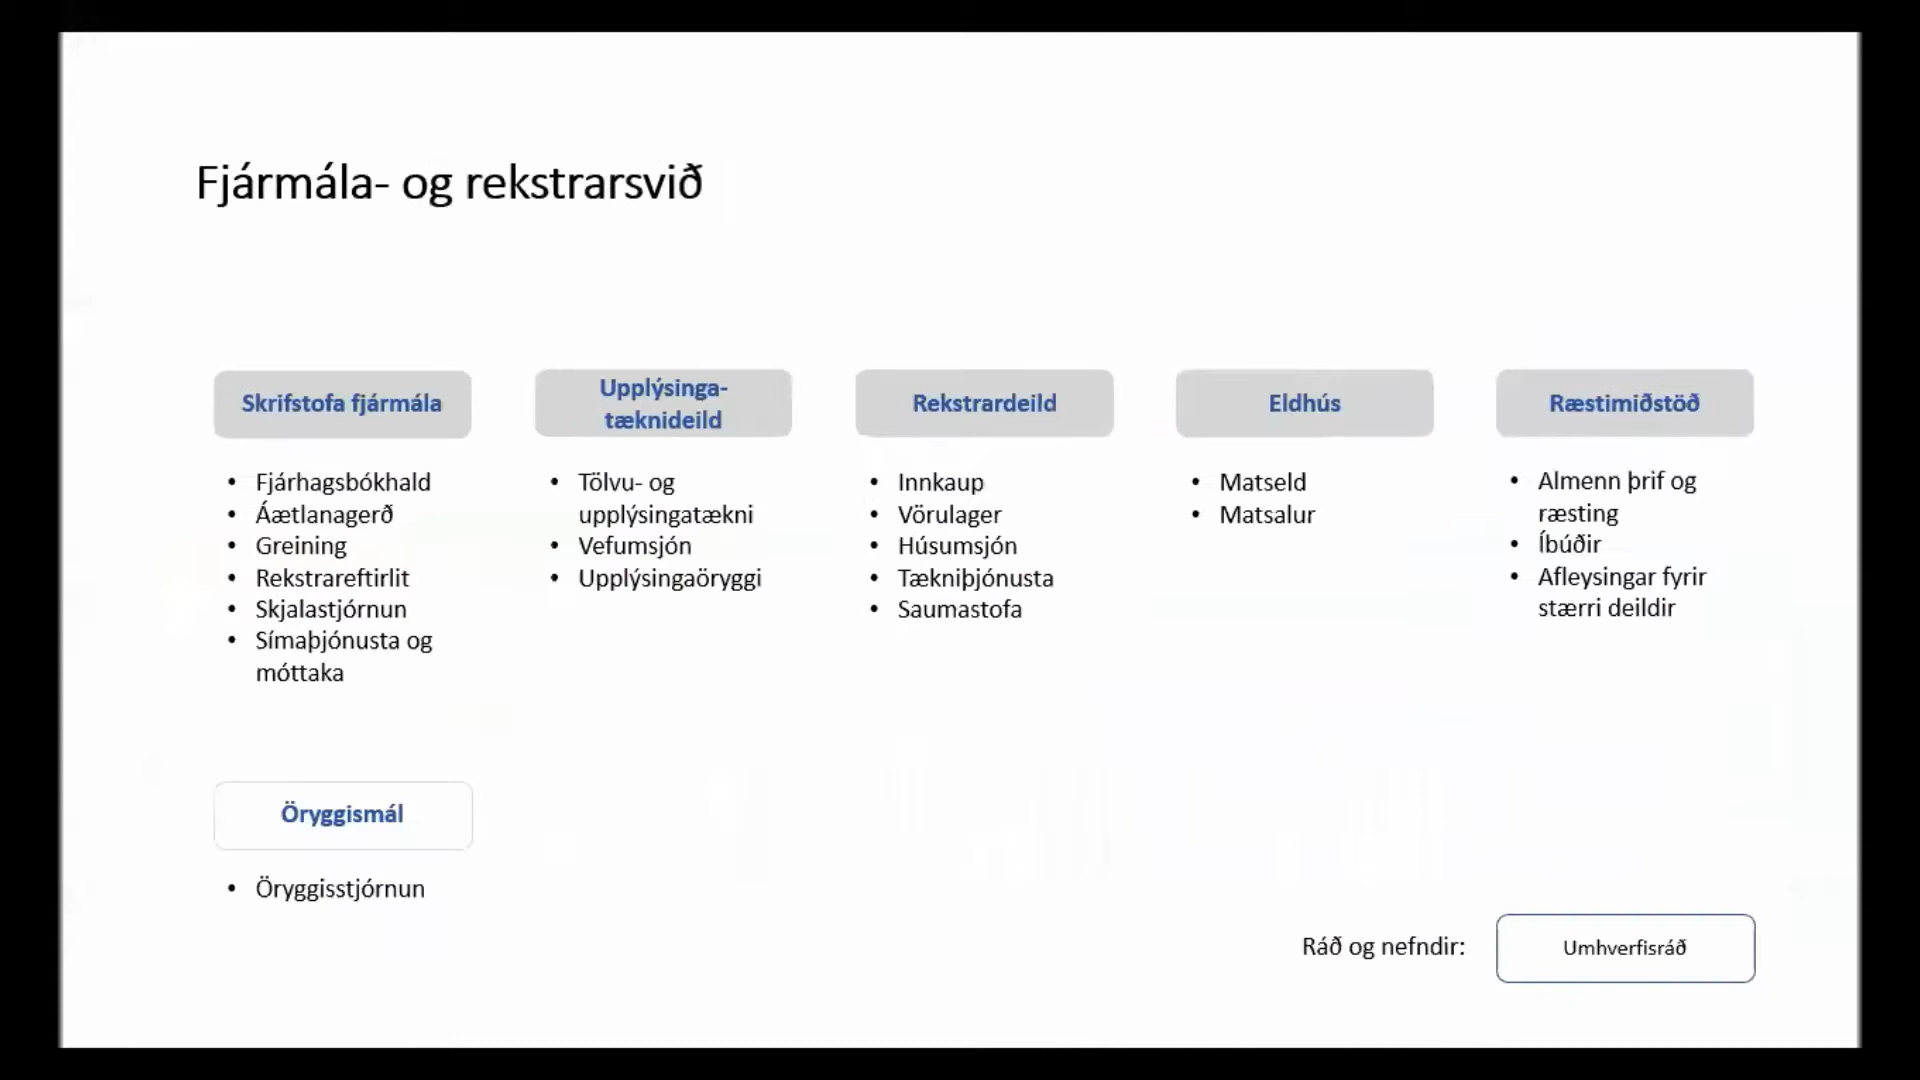 Fjármála- og rekstrarsvið
Skrifstofa fjármála
• Fjárhagsbókhald
• Áætlanagerð
• Greining
• Rekstrareftirlit
• Skjalastjórnun
• Símaþjónusta og
móttaka
Upplýsinga-
tæknideild
• Tölvu- og
upplýsingatækni
• Vefumsjón
• Upplýsingaöryggi
Rekstrardeild
• Innkaup
• Vörulager
• Húsumsjón
• Tækniþjónusta
• Saumastofa
Eldhús
• Matseld
• Matsalur
Ræstimiðstöð
• Almenn þrif og
ræsting
• Íbúðir
• Afleysingar fyrir
stærri deildir
Öryggismál
• Öryggisstjórnun
Ráð og nefndir:
Umhverfisráð